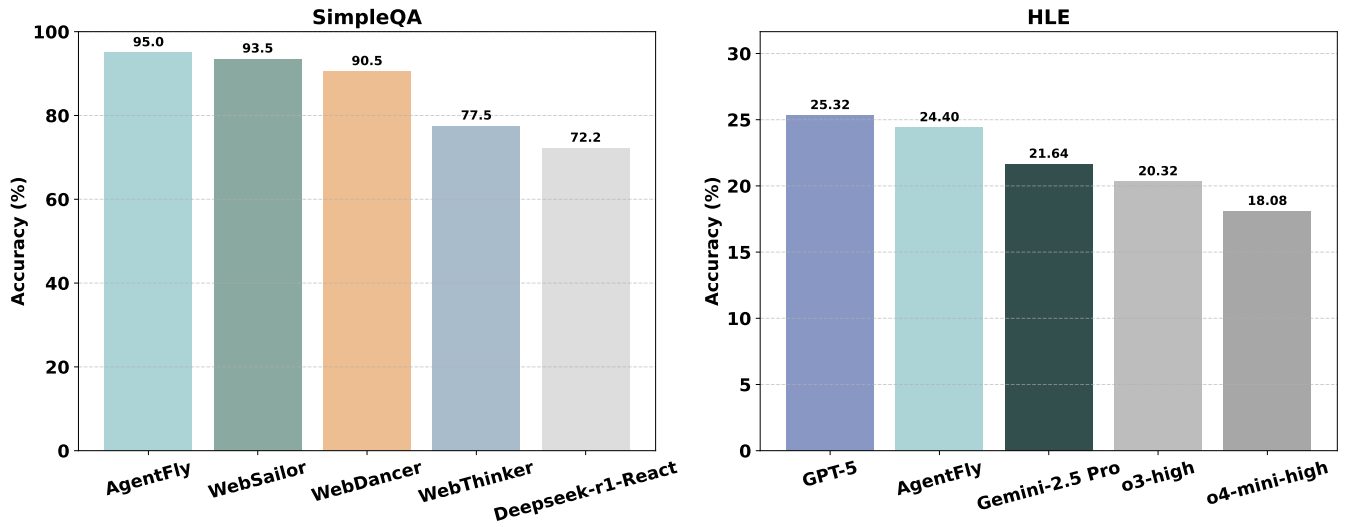 SimpleQA
Accuracy (%)
100
80
60
40
20
0
95.0
93.5
90.5
77.5
72.2
AgentFly
WebSailor
WebDancer
WebThinker
Deepseek-r1-React
HLE
Accuracy (%)
30
25
20
15
10
5
0
25.32
24.40
21.64
20.32
18.08
GPT-5
AgentFly
Gemini-2.5 Pro
o3-high
o4-mini-high